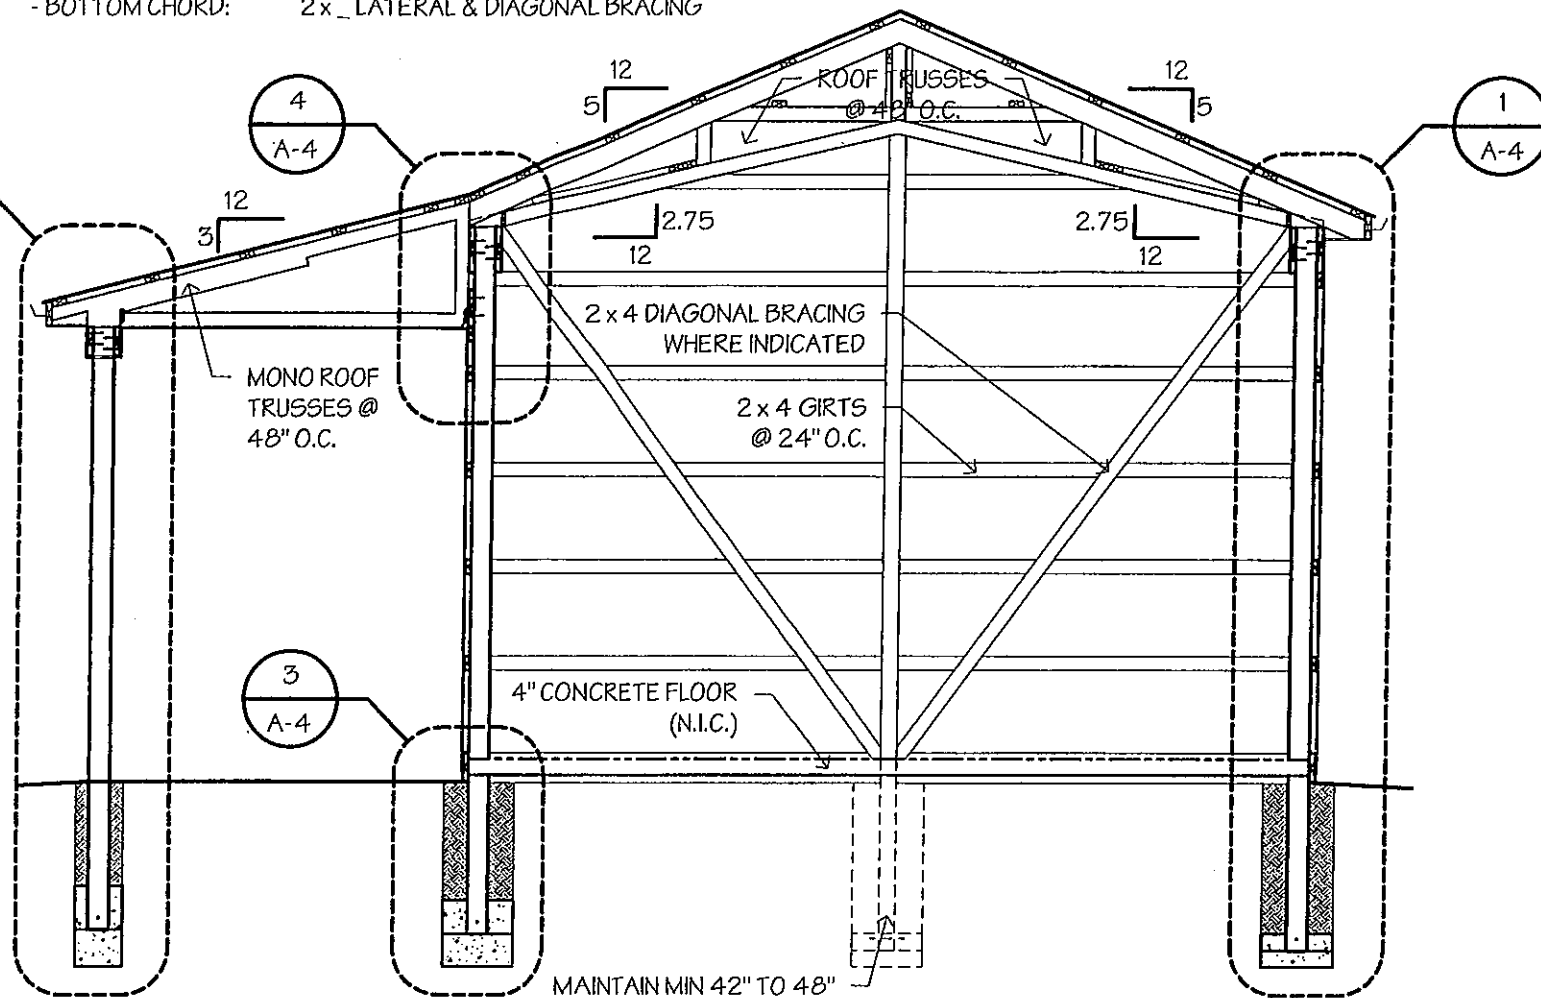 - BOTTOM CHORD: 2 x _ LATERAL & DIAGONAL BRACING
4
A-4
12
5
ROOF TRUSSES
@ 48" O.C.
12
5
1
A-4
12
3
2.75
12
2.75
12
2 x 4 DIAGONAL BRACING
WHERE INDICATED
MONO ROOF
TRUSSES @
48" O.C.
2 x 4 GIRTS
@ 24" O.C.
3
A-4
4" CONCRETE FLOOR
(N.I.C.)
MAINTAIN MIN 42" TO 48"